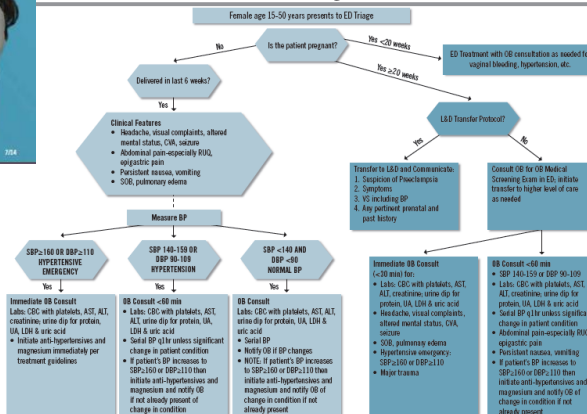 Female age 15-50 years presents to ED Triage
Is the patient pregnant?
No
Yes <20 weeks
Yes ≥20 weeks
ED Treatment with OB consultation as needed for
vaginal bleeding, hypertension, etc.
Delivered in last 6 weeks?
Yes
Clinical Features
• Headache, visual complaints, altered
mental status, CVA, seizure
• Abdominal pain-especially RUQ,
epigastric pain
• Persistent nausea, vomiting
• SOB, pulmonary edema
L&D Transfer Protocol?
Yes
No
Transfer to L&D and Communicate:
1. Suspicion of Preeclampsia
2. Symptoms
3. VS including BP
4. Any pertinent prenatal and
past history
Consult OB for OB Medical
Screening Exam in ED; initiate
transfer to higher level of care
as needed
Measure BP
SBP≥160 OR DBP≥110
HYPERTENSIVE
EMERGENCY
SBP 140-159 OR
DBP 90-109
HYPERTENSION
SBP <140 AND
DBP <90
NORMAL BP
Yes
Yes
Yes
Immediate OB Consult
Labs: CBC with platelets, AST, ALT,
creatinine; urine dip for protein,
UA, LDH & uric acid
• Initiate anti-hypertensives and
magnesium immediately per
treatment guidelines
OB Consult <60 min
• Labs: CBC with platelets, AST,
ALT, urine dip for protein, UA,
LDH & uric acid
• Serial BP q1hr unless significant
change in patient condition
• If patient's BP increases to
SBP≥160 or DBP≥110 then
initiate anti-hypertensives and
magnesium and notify OB
if not already present of
change in condition
OB Consult <60 min
Labs: CBC with platelets, AST, ALT,
urine dip for protein, UA, LDH &
uric acid
• Serial BP
• Notify OB if BP changes
• NOTE: If patient's BP increases
to SBP≥160 or DBP≥110 then
initiate anti-hypertensives and
magnesium and notify OB of
change in condition if not
already present
Immediate OB Consult
(<30 min) for:
• Labs: CBC with platelets, AST,
ALT, creatinine; urine dip for
protein, UA, LDH & uric acid
• Headache, visual complaints,
altered mental status, CVA,
seizure
• SOB, pulmonary edema
• Hypertensive emergency:
SBP≥160 or DBP≥110
• Major trauma
OB Consult <60 min
• SBP 140-159 or DBP 90-109
• Labs: CBC with platelets, AST,
ALT, creatinine; urine dip for
protein, UA, LDH & uric acid
• Serial BP q1hr unless significa
change in patient condition
• Abdominal pain-especially RUQ
epigastric pain
• Persistent nausea, vomiting
• If patient's BP increases to
SBP≥160 or DBP≥110 then
initiate anti-hypertensives and
magnesium and notify OB of
change in condition if not
already present